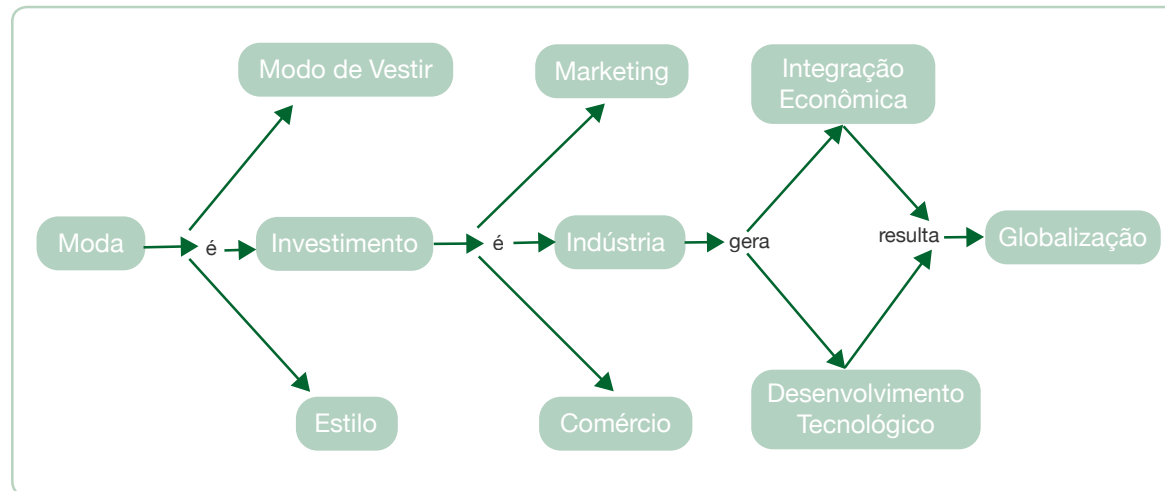 Modo de Vestir
Marketing
Integração
Econômica
Moda
é
Investimento
é
Indústria
gera
resulta
Globalização
Estilo
Comércio
Desenvolvimento
Tecnológico